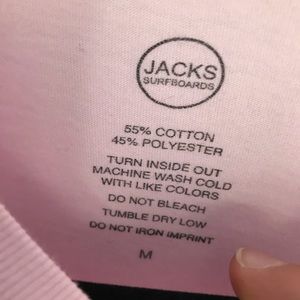 JACKS
SURFBOARDS
55% COTTON
45% POLYESTER
TURN INSIDE OUT
MACHINE WASH COLD
WITH LIKE COLORS
DO NOT BLEACH
TUMBLE DRY LOW
DO NOT IRON IMPRINT
M